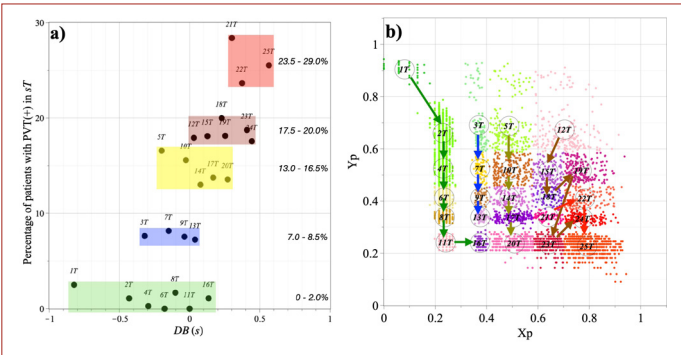 a)
Percentage of patients with PVT(+) in sT
30
20
10
0
-1
-0.5
0
0.5
1
DB (s)
21T
25T
22T
23.5 - 29.0%
18T
12T
15T
19T
23T
24T
17.5 - 20.0%
5T
10T
17T
20T
14T
13.0 - 16.5%
3T
7T
9T
13T
7.0 - 8.5%
1T
2T
4T
6T
8T
11T
16T
0 - 2.0%
b)
Yp
1
0.8
0.6
0.4
0.2
0
0
0.2
0.4
0.6
0.8
1
Xp
1T
2T
3T
5T
12T
4T
7T
10T
15T
6T
9T
14T
8T
13T
21T
22T
11T
16T
20T
25T